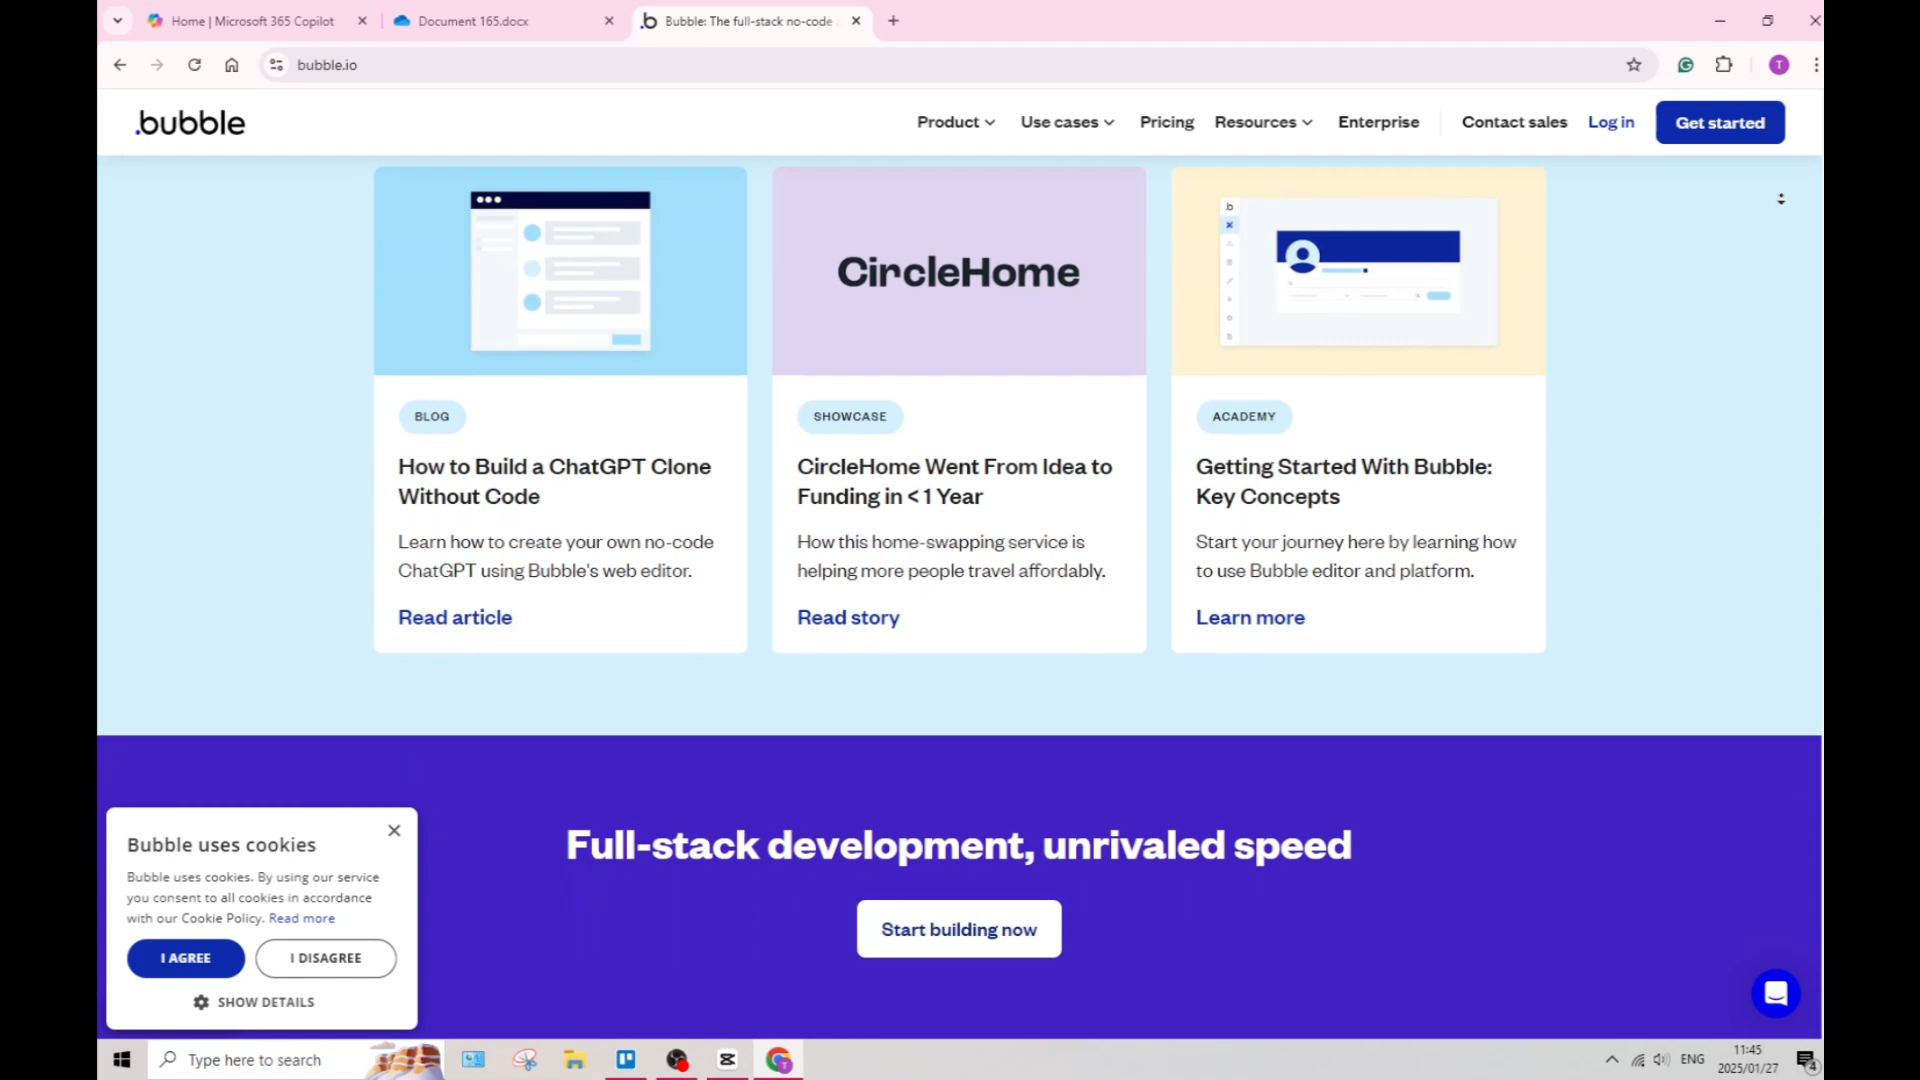 Home | Microsoft 365 Copilot
Document 165.docx
Bubble: The full-stack no-code
bubble.io
T
.bubble
Product
Use cases
Pricing
Resources
Enterprise
Contact sales
Log in
Get started
CircleHome
BLOG
How to Build a ChatGPT Clone
Without Code
Learn how to create your own no-code
ChatGPT using Bubble's web editor.
Read article
SHOWCASE
CircleHome Went From Idea to
Funding in < 1 Year
How this home-swapping service is
helping more people travel affordably.
Read story
ACADEMY
Getting Started With Bubble:
Key Concepts
Start your journey here by learning how
to use Bubble editor and platform.
Learn more
Full-stack development, unrivaled speed
Start building now
Bubble uses cookies
Bubble uses cookies. By using our service
you consent to all cookies in accordance
with our Cookie Policy. Read more
I AGREE
I DISAGREE
SHOW DETAILS
Type here to search
ENG
11:45
2025/01/27
4